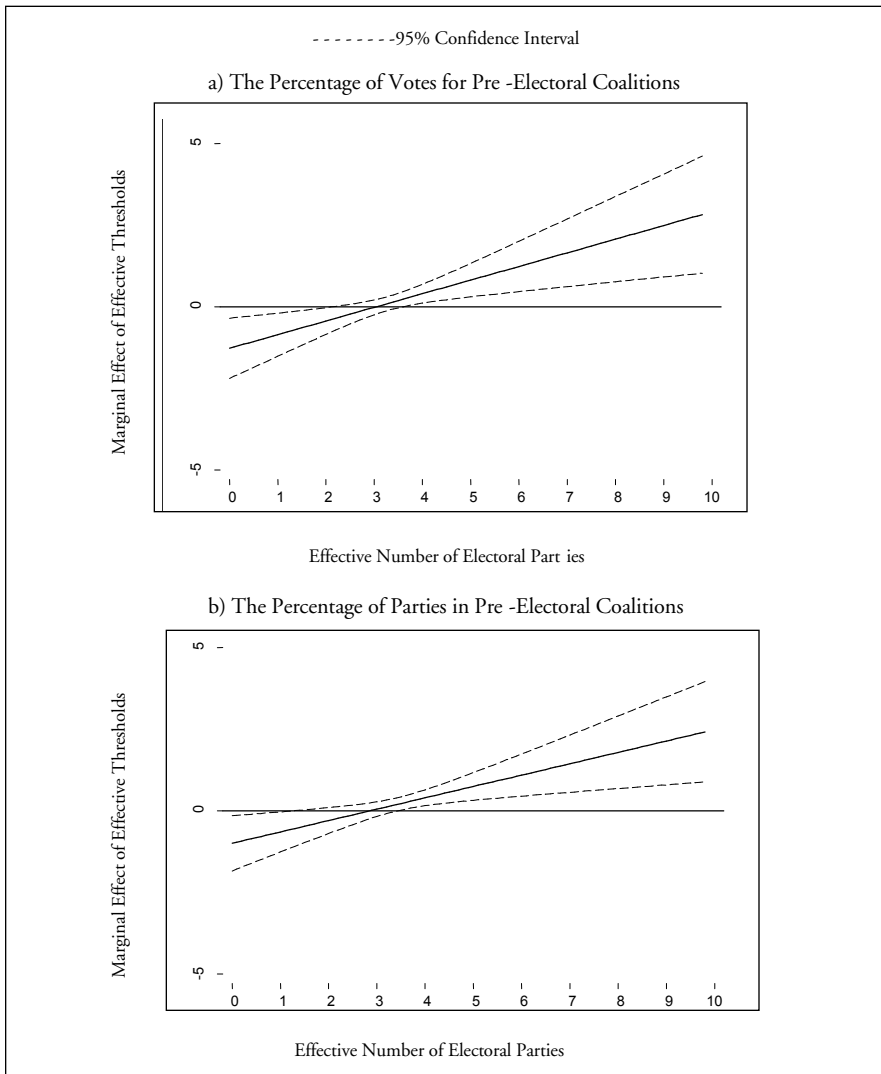 --------95% Confidence Interval
a) The Percentage of Votes for Pre -Electoral Coalitions
Marginal Effect of Effective Thresholds
5
0
-5
0 1 2 3 4 5 6 7 8 9 10
Effective Number of Electoral Part ies
b) The Percentage of Parties in Pre -Electoral Coalitions
Marginal Effect of Effective Thresholds
5
0
-5
0 1 2 3 4 5 6 7 8 9 10
Effective Number of Electoral Parties